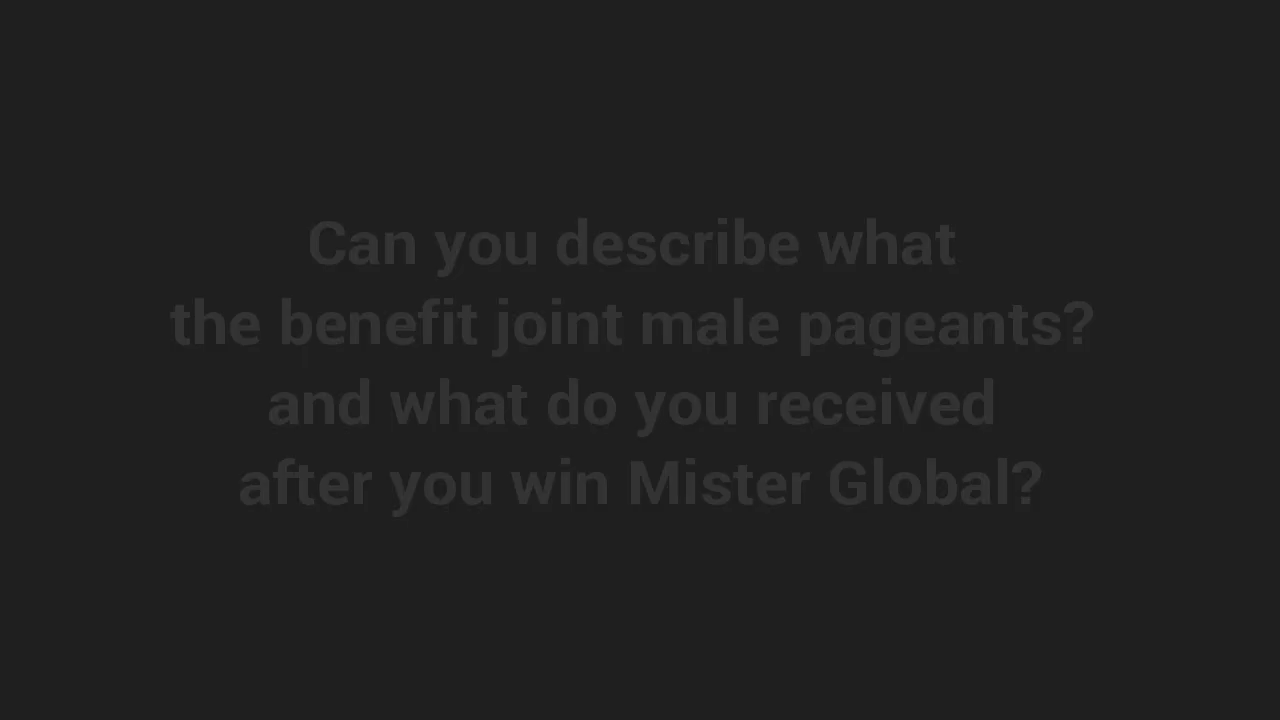 Can you describe what
the benefit joint male pageants?
and what do you received
after you win Mister Global?